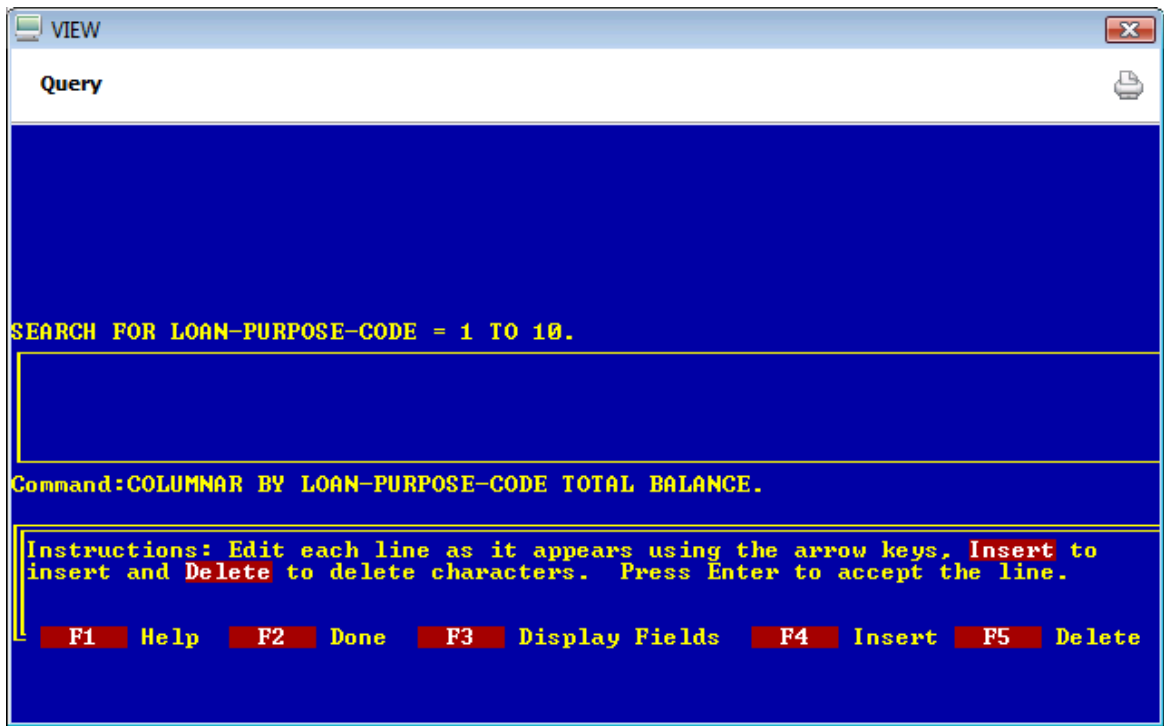 VIEW
Query
SEARCH FOR LOAN-PURPOSE-CODE = 1 TO 10.
Command:COLUMNAR BY LOAN-PURPOSE-CODE TOTAL BALANCE.
Instructions: Edit each line as it appears using the arrow keys, Insert to
insert and Delete to delete characters. Press Enter to accept the line.
F1 Help F2 Done F3 Display Fields F4 Insert F5 Delete